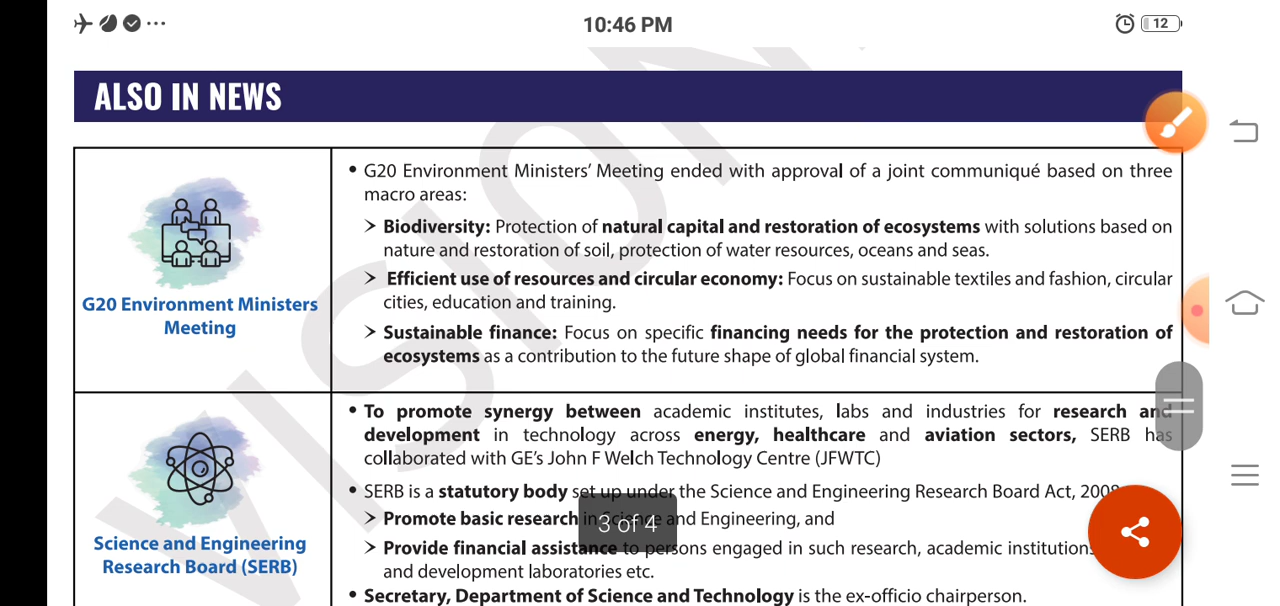 10:46 PM
12
ALSO IN NEWS
• G20 Environment Ministers’ Meeting ended with approval of a joint communiqué based on three
macro areas:
➢ Biodiversity: Protection of natural capital and restoration of ecosystems with solutions based on
nature and restoration of soil, protection of water resources, oceans and seas.
➢ Efficient use of resources and circular economy: Focus on sustainable textiles and fashion, circular
cities, education and training.
➢ Sustainable finance: Focus on specific financing needs for the protection and restoration of
ecosystems as a contribution to the future shape of global financial system.
G20 Environment Ministers
Meeting
• To promote synergy between academic institutes, labs and industries for research and
development in technology across energy, healthcare and aviation sectors, SERB has
collaborated with GE’s John F Welch Technology Centre (JFWTC)
• SERB is a statutory body set up under the Science and Engineering Research Board Act, 2008
➢ Promote basic research in Science and Engineering, and
➢ Provide financial assistance to persons engaged in such research, academic institutions
and development laboratories etc.
• Secretary, Department of Science and Technology is the ex-officio chairperson.
Science and Engineering
Research Board (SERB)
3 of 4
VISION